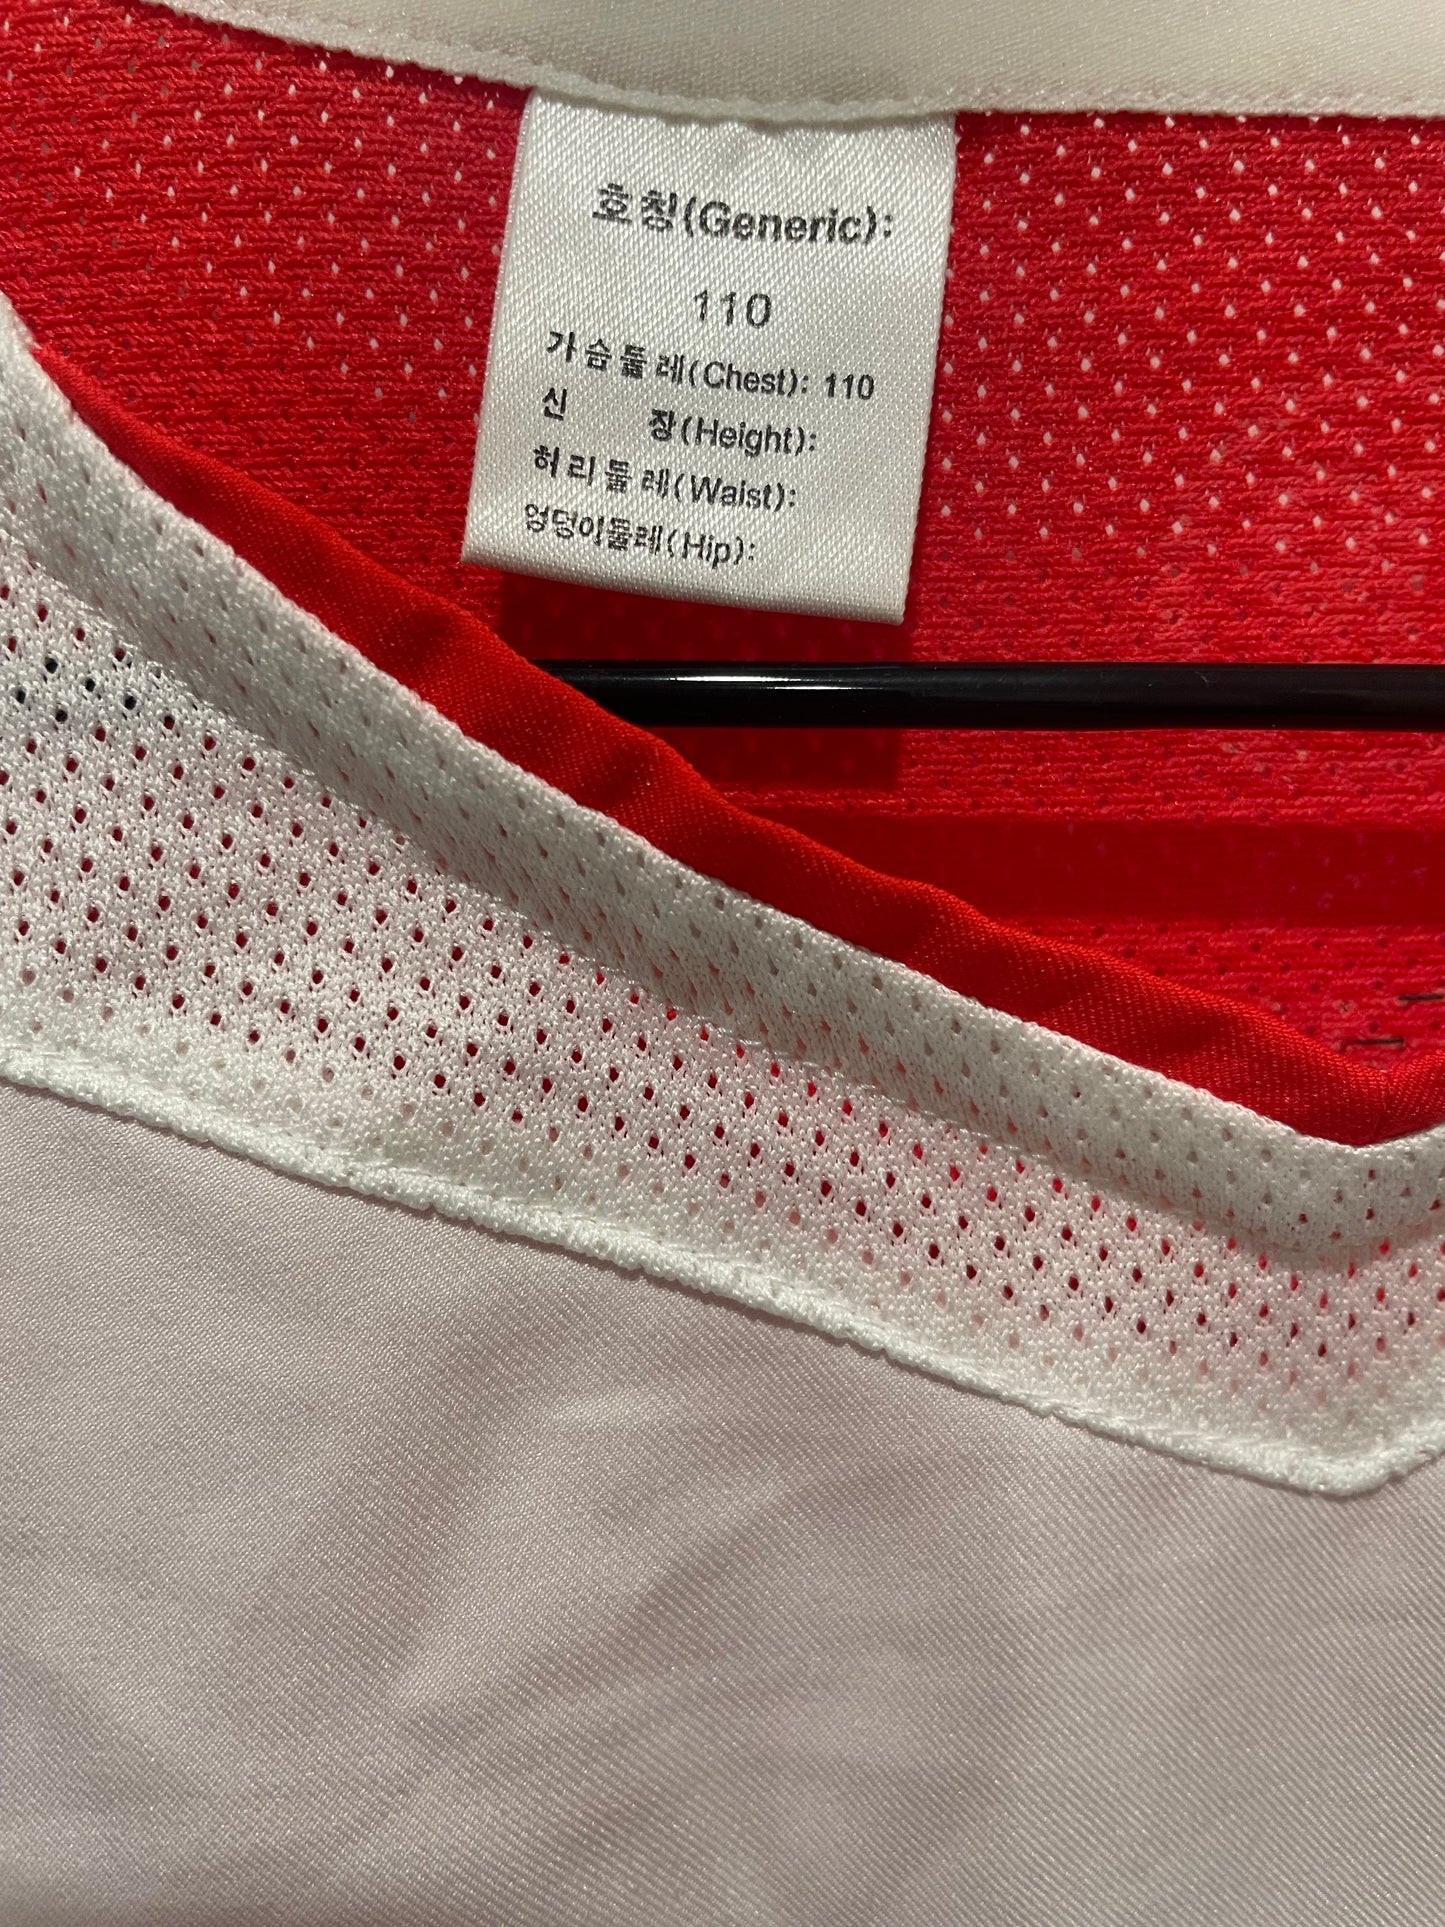 호칭(Generic):
110
가슴둘레(Chest): 110
신 장(Height):
허리둘레(Waist):
엉덩이둘레(Hip):